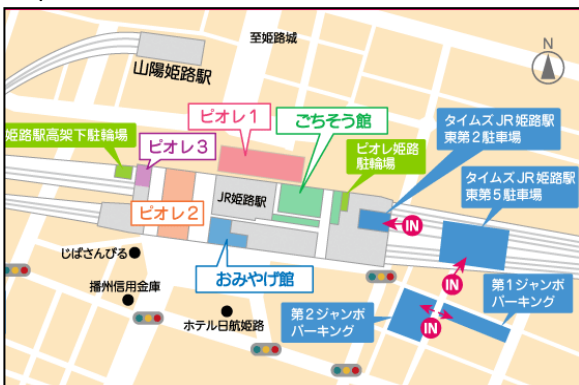 至姫路城
N
山陽姫路駅
ピオレ1
ごちそう館
タイムズJR姫路駅
東第2駐車場
姫路駅高架下駐輪場
ピオレ3
ピオレ姫路
駐輪場
タイムズJR姫路駅
東第5駐車場
JR姫路駅
ピオレ2
IN
じばさんびる
おみやげ館
IN
播州信用金庫
第1ジャンボ
パーキング
第2ジャンボ
パーキング
IN
ホテル日航姫路